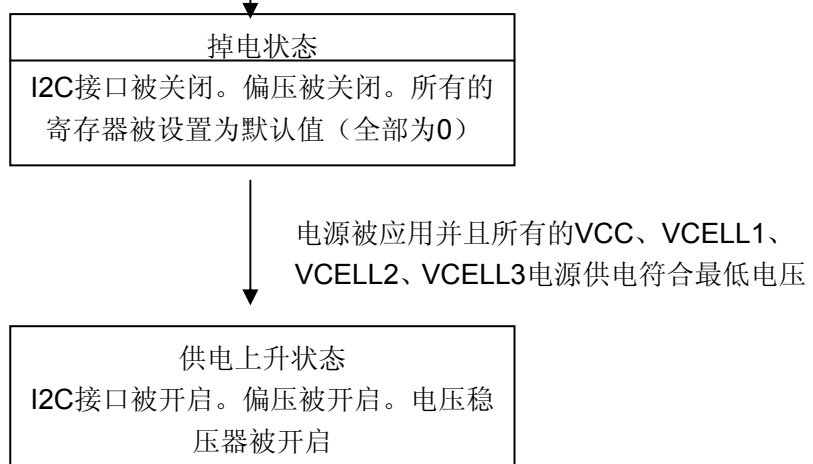 掉电状态
I2C接口被关闭。偏压被关闭。所有的
寄存器被设置为默认值（全部为0）
电源被应用并且所有的VCC、VCELL1、
VCELL2、VCELL3电源供电符合最低电压
供电上升状态
I2C接口被开启。偏压被开启。电压稳
压器被开启